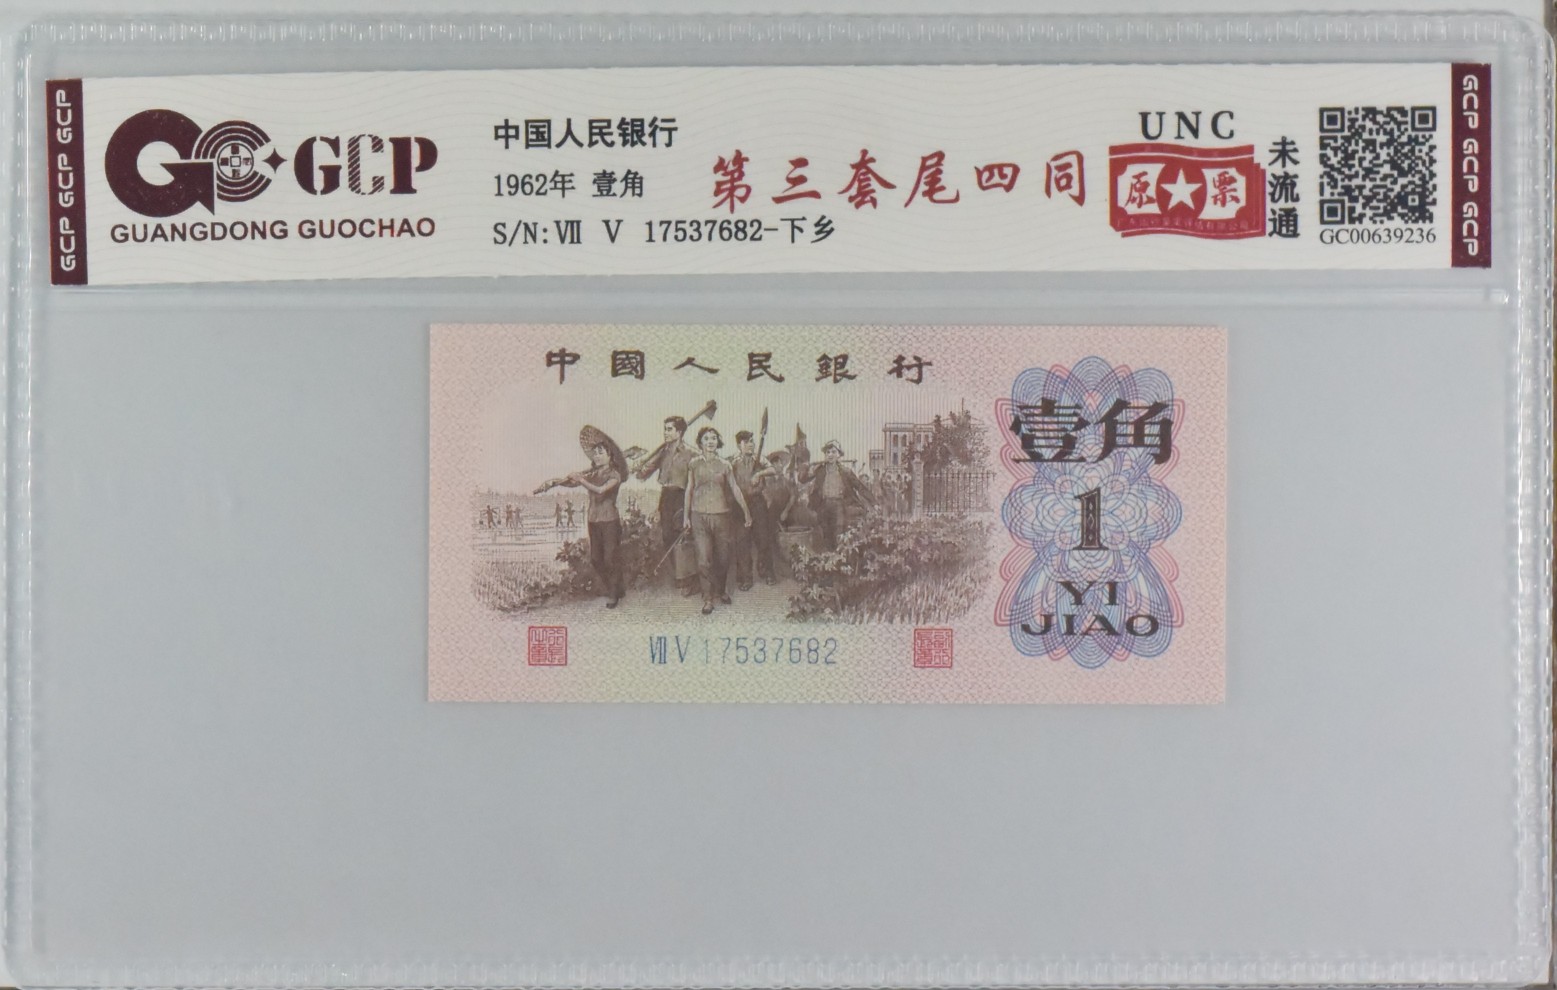 GCP GCP GCP
GCP
GUANGDONG GUOCHAO
中国人民银行
1962年 壹角
S/N:Ⅶ Ⅴ 17537682-下乡
第三套尾四同
UNC
原票
未流通
GC00639236
GCP GCP GCP
中國人民銀行
壹角
1
YI
JIAO
Ⅶ Ⅴ 17537682